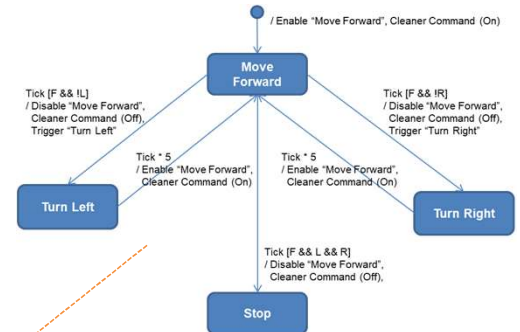 / Enable "Move Forward", Cleaner Command (On)
Move
Forward
Tick [F && !L]
/ Disable "Move Forward",
Cleaner Command (Off),
Trigger "Turn Left"
Tick [F && !R]
/ Disable "Move Forward",
Cleaner Command (Off),
Trigger "Turn Right"
Tick * 5
/ Enable "Move Forward",
Cleaner Command (On)
Tick * 5
/ Enable "Move Forward",
Cleaner Command (On)
Turn Left
Turn Right
Tick [F && L && R]
/ Disable "Move Forward",
Cleaner Command (Off),
Stop